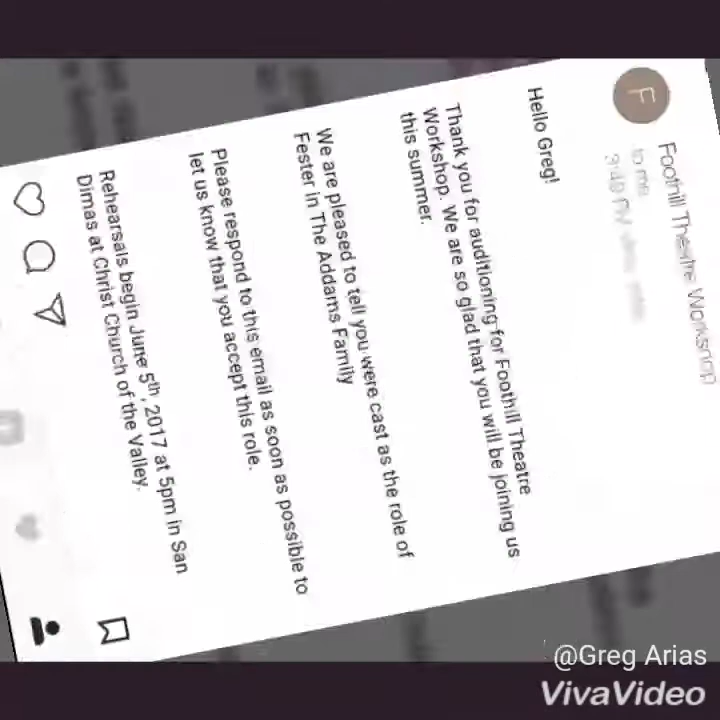 Foothill Theatre Workshop
to me
3:49 PM
Hello Greg!
Thank you for auditioning for Foothill Theatre
Workshop. We are so glad that you will be joining us
this summer.
We are pleased to tell you were cast as the role of
Fester in The Addams Family
Please respond to this email as soon as possible to
let us know that you accept this role.
Rehearsals begin June 5th, 2017 at 5pm in San
Dimas at Christ Church of the Valley.
F
@Greg Arias
VivaVideo